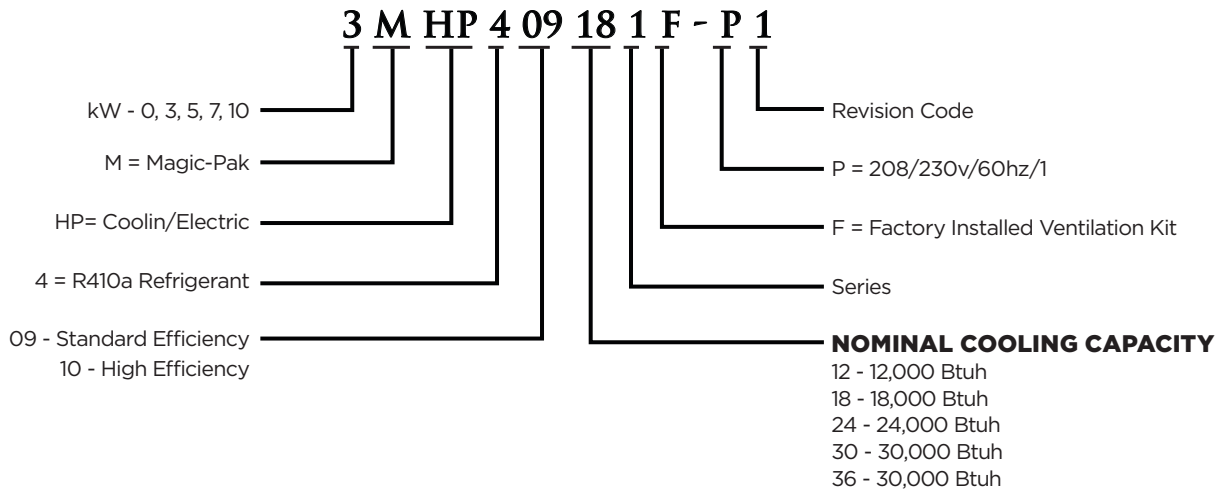 3 M HP 4 09 18 1 F - P 1
kW - 0, 3, 5, 7, 10
M = Magic-Pak
HP= Coolin/Electric
4 = R410a Refrigerant
09 - Standard Efficiency
10 - High Efficiency
Revision Code
P = 208/230v/60hz/1
F = Factory Installed Ventilation Kit
Series
NOMINAL COOLING CAPACITY
12 - 12,000 Btuh
18 - 18,000 Btuh
24 - 24,000 Btuh
30 - 30,000 Btuh
36 - 30,000 Btuh